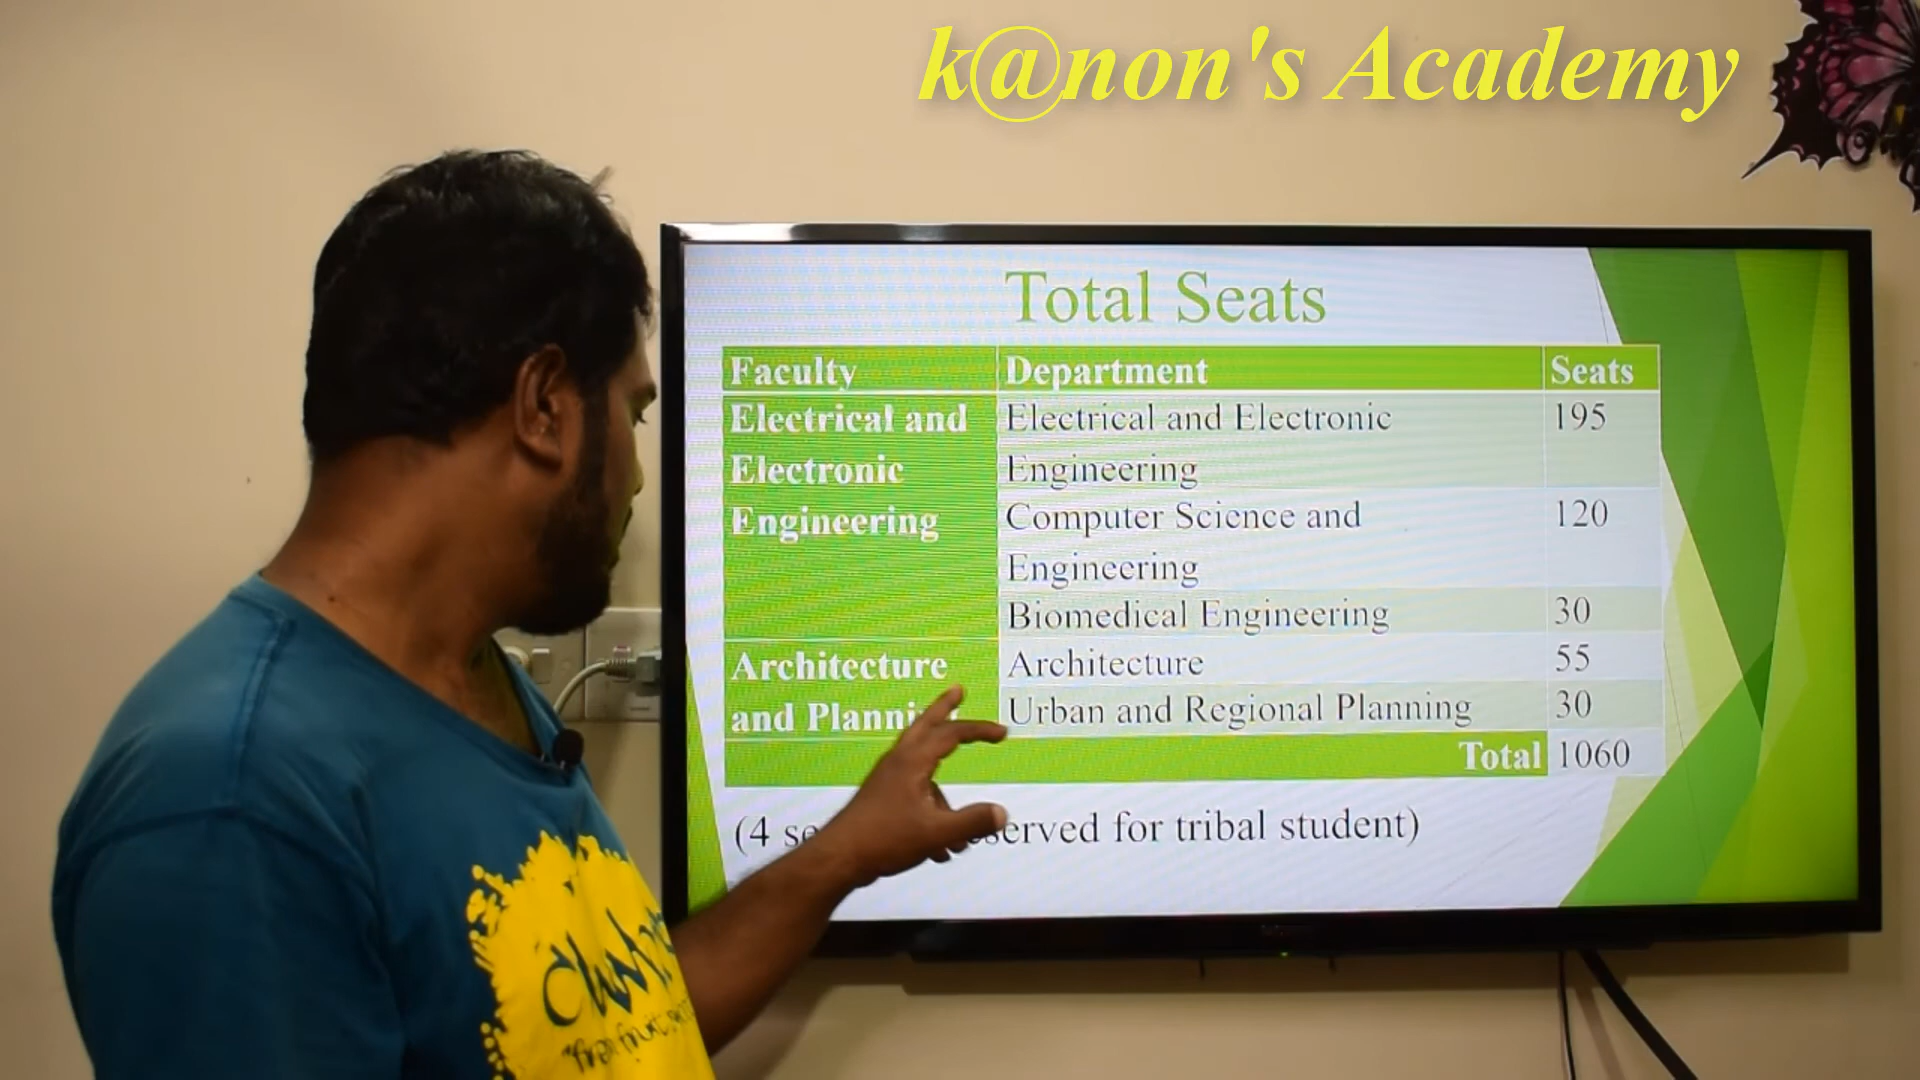 k@non's Academy
Total Seats
Faculty Department Seats
Electrical and Electrical and Electronic 195
Electronic Engineering
Engineering Computer Science and 120
Engineering
Biomedical Engineering 30
Architecture Architecture 55
and Urban and Regional Planning 30
Total 1060
(4 for tribal student)